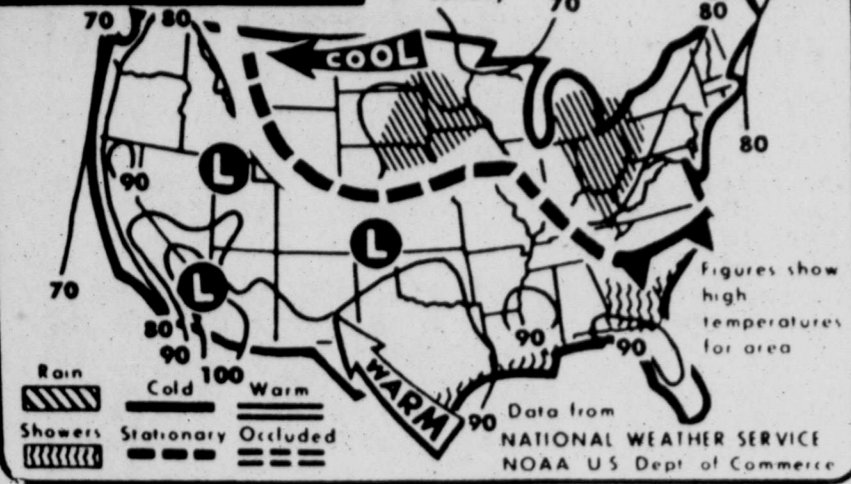 70 80 70 80
COOL
80
90
L
L
L
70
80
90
100
WARM
90
90
90
Figures show
high
temperatures
for area
Rain
Cold
Warm
Showers
Stationary
Occluded
Data from
NATIONAL WEATHER SERVICE
NOAA US Dept of Commerce